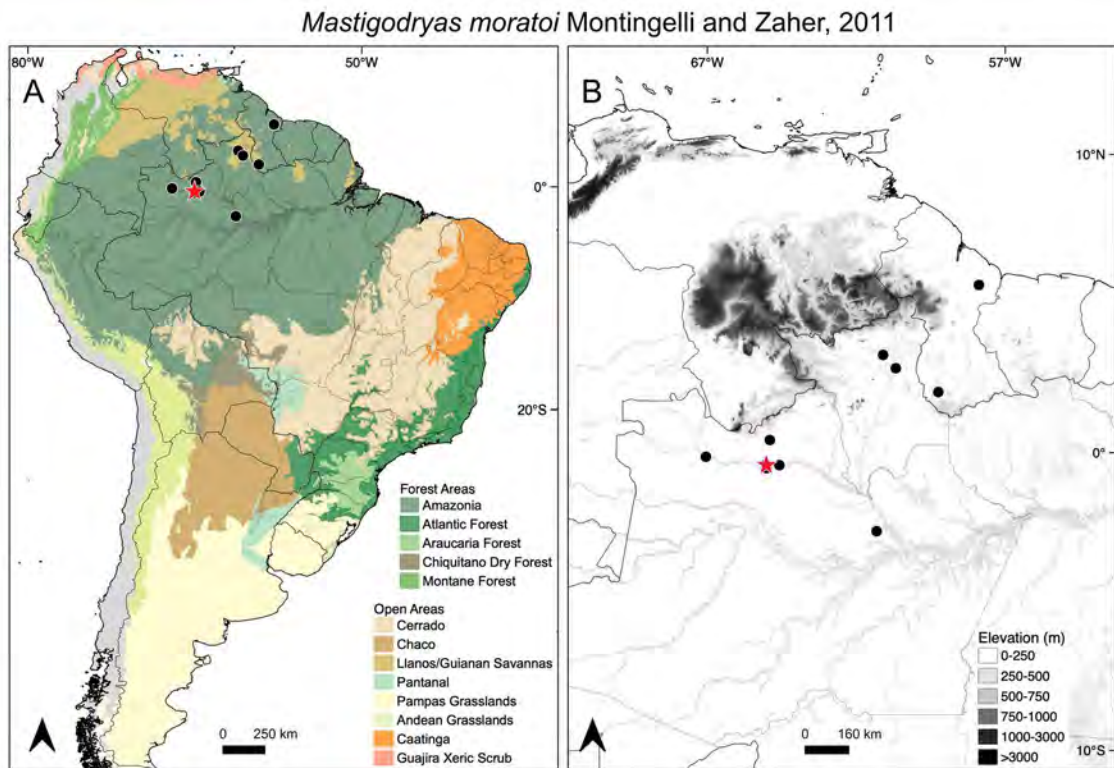 Mastigodryas moratoi Montingelli and Zaher, 2011
A
80°W
50°W
0°
20°S
Forest Areas
Amazonia
Atlantic Forest
Araucaria Forest
Chiquitano Dry Forest
Montane Forest
Open Areas
Cerrado
Chaco
Llanos/Guianan Savannas
Pantanal
Pampas Grasslands
Andean Grasslands
Caatinga
Guajira Xeric Scrub
0 250 km
B
67°W
57°W
10°N
0°
10°S
Elevation (m)
0-250
250-500
500-750
750-1000
1000-3000
>3000
0 160 km